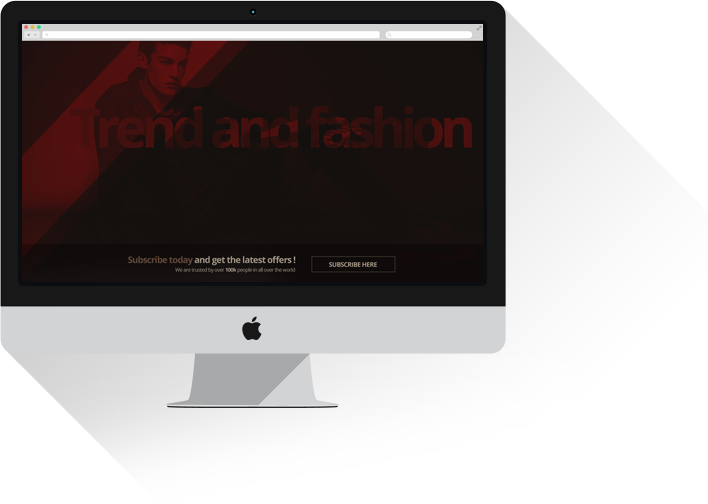 Trend and fashion
Subscribe today and get the latest offers !
We are trusted by over 100k people in all over the world
SUBSCRIBE HERE